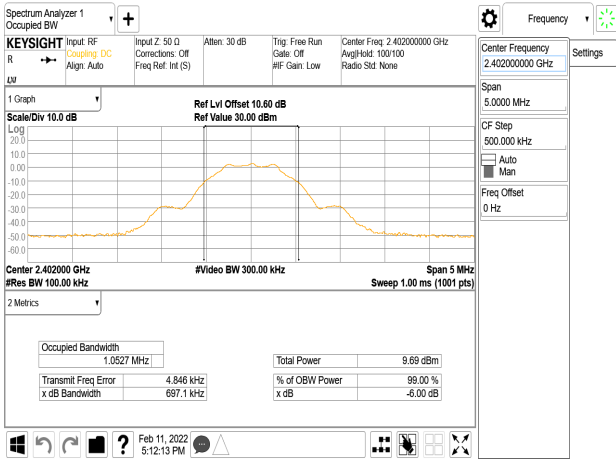 Spectrum Analyzer 1
Occupied BW
Frequency
KEYSIGHT
R
Input: RF
Coupling: DC
Align: Auto
Input Z: 50 Ω
Corrections: Off
Freq Ref: Int (S)
Atten: 30 dB
Trig: Free Run
Gate: Off
#IF Gain: Low
Center Freq: 2.402000000 GHz
Avg|Hold: 100/100
Radio Std: None
Center Frequency
2.402000000 GHz
Settings
Span
5.0000 MHz
CF Step
500.000 kHz
Auto
Man
Freq Offset
0 Hz
1 Graph
Scale/Div 10.0 dB
Ref Lvl Offset 10.60 dB
Ref Value 30.00 dBm
Log
20.0
10.0
0.00
-10.0
-20.0
-30.0
-40.0
-50.0
-60.0
Center 2.402000 GHz
#Video BW 300.00 kHz
Span 5 MHz
#Res BW 100.00 kHz
Sweep 1.00 ms (1001 pts)
2 Metrics
Occupied Bandwidth
1.0527 MHz
Total Power 9.69 dBm
Transmit Freq Error 4.846 kHz
% of OBW Power 99.00 %
x dB Bandwidth 697.1 kHz
x dB -6.00 dB
Feb 11, 2022
5:12:13 PM